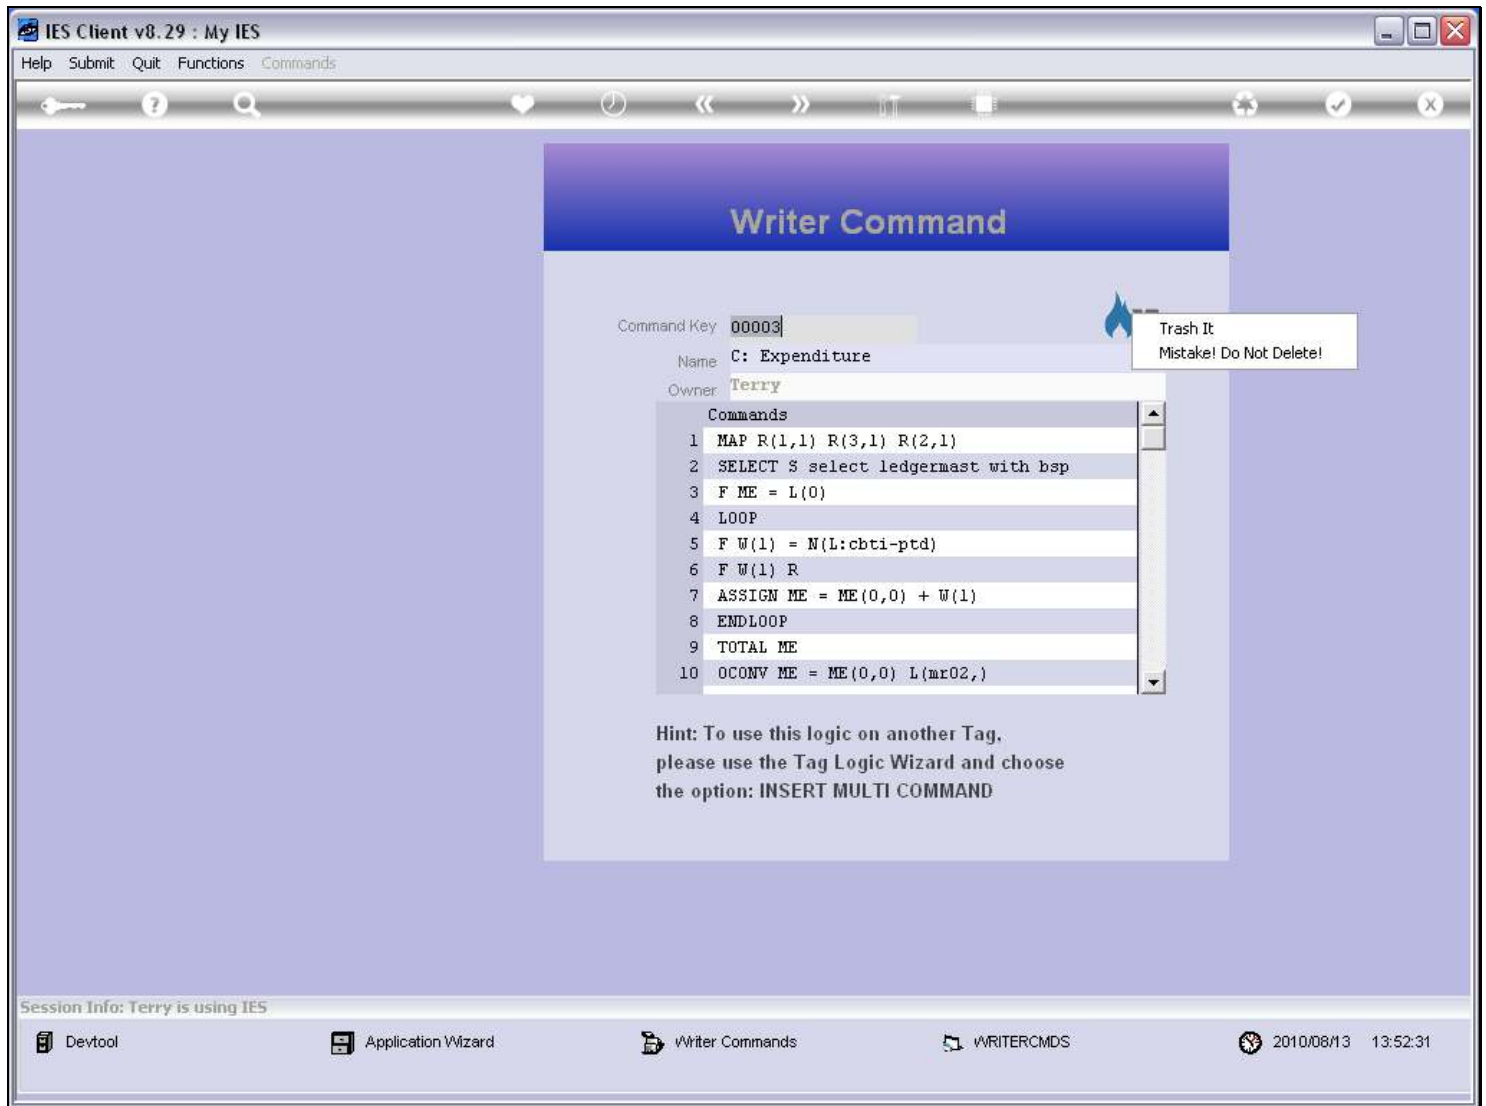 IES Client v8.29 : My IES
Help Submit Quit Functions Commands
Writer Command
Command Key 00003
Trash It
Mistake! Do Not Delete!
Name C: Expenditure
Owner Terry
Commands
1 MAP R(1,1) R(3,1) R(2,1)
2 SELECT S select ledgermast with bsp
3 F ME = L(0)
4 LOOP
5 F W(1) = N(L:cbti-ptd)
6 F W(1) R
7 ASSIGN ME = ME(0,0) + W(1)
8 ENDLOOP
9 TOTAL ME
10 OCONV ME = ME(0,0) L(mr02,)
Hint: To use this logic on another Tag,
please use the Tag Logic Wizard and choose
the option: INSERT MULTI COMMAND
Session Info: Terry is using IES
Devtool Application Wizard Writer Commands WRITERCMDS 2010/08/13 13:52:31